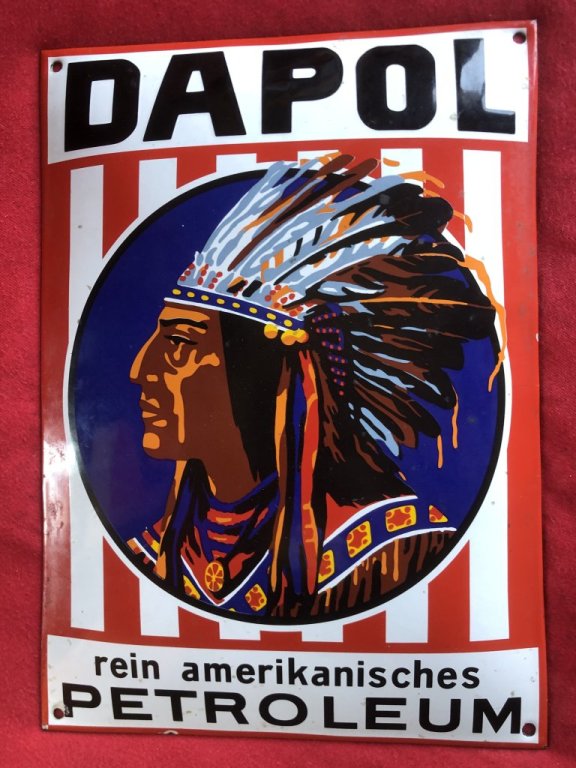 DAPOL
rein amerikanisches
PETROLEUM